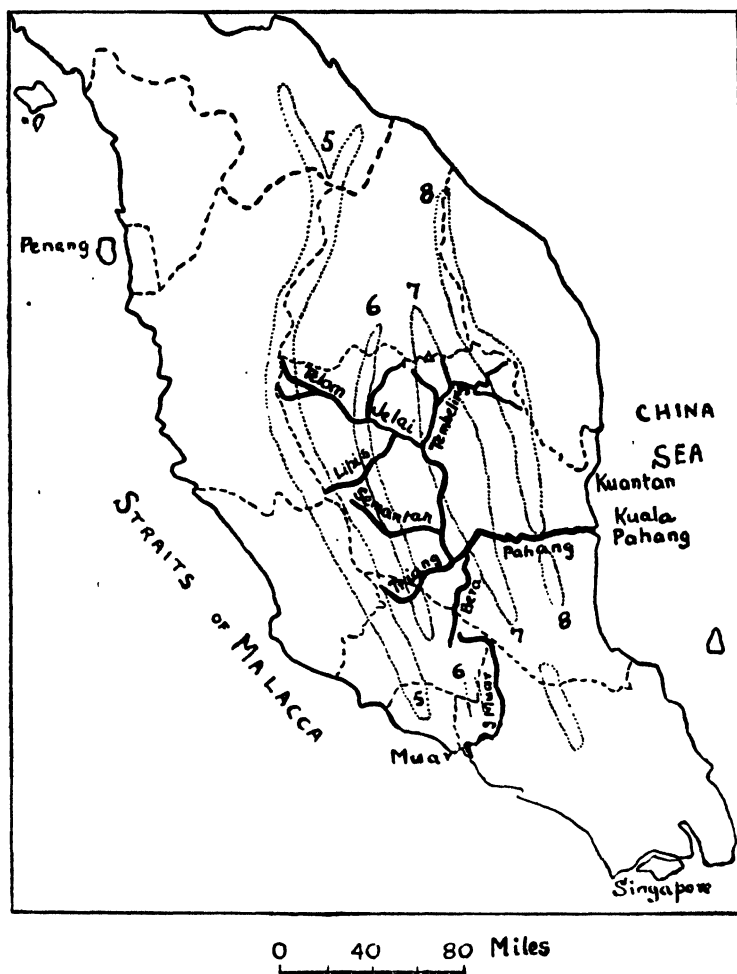 5
8
Penang
6
7
Telom
Jelai
Tembeling
CHINA
SEA
Lipis
Kuantan
Semantan
Kuala
Pahang
Pahang
STRAITS OF MALACCA
Triang
Bera
7
8
6
5
Muar
Muar
Singapore
0 40 80 Miles